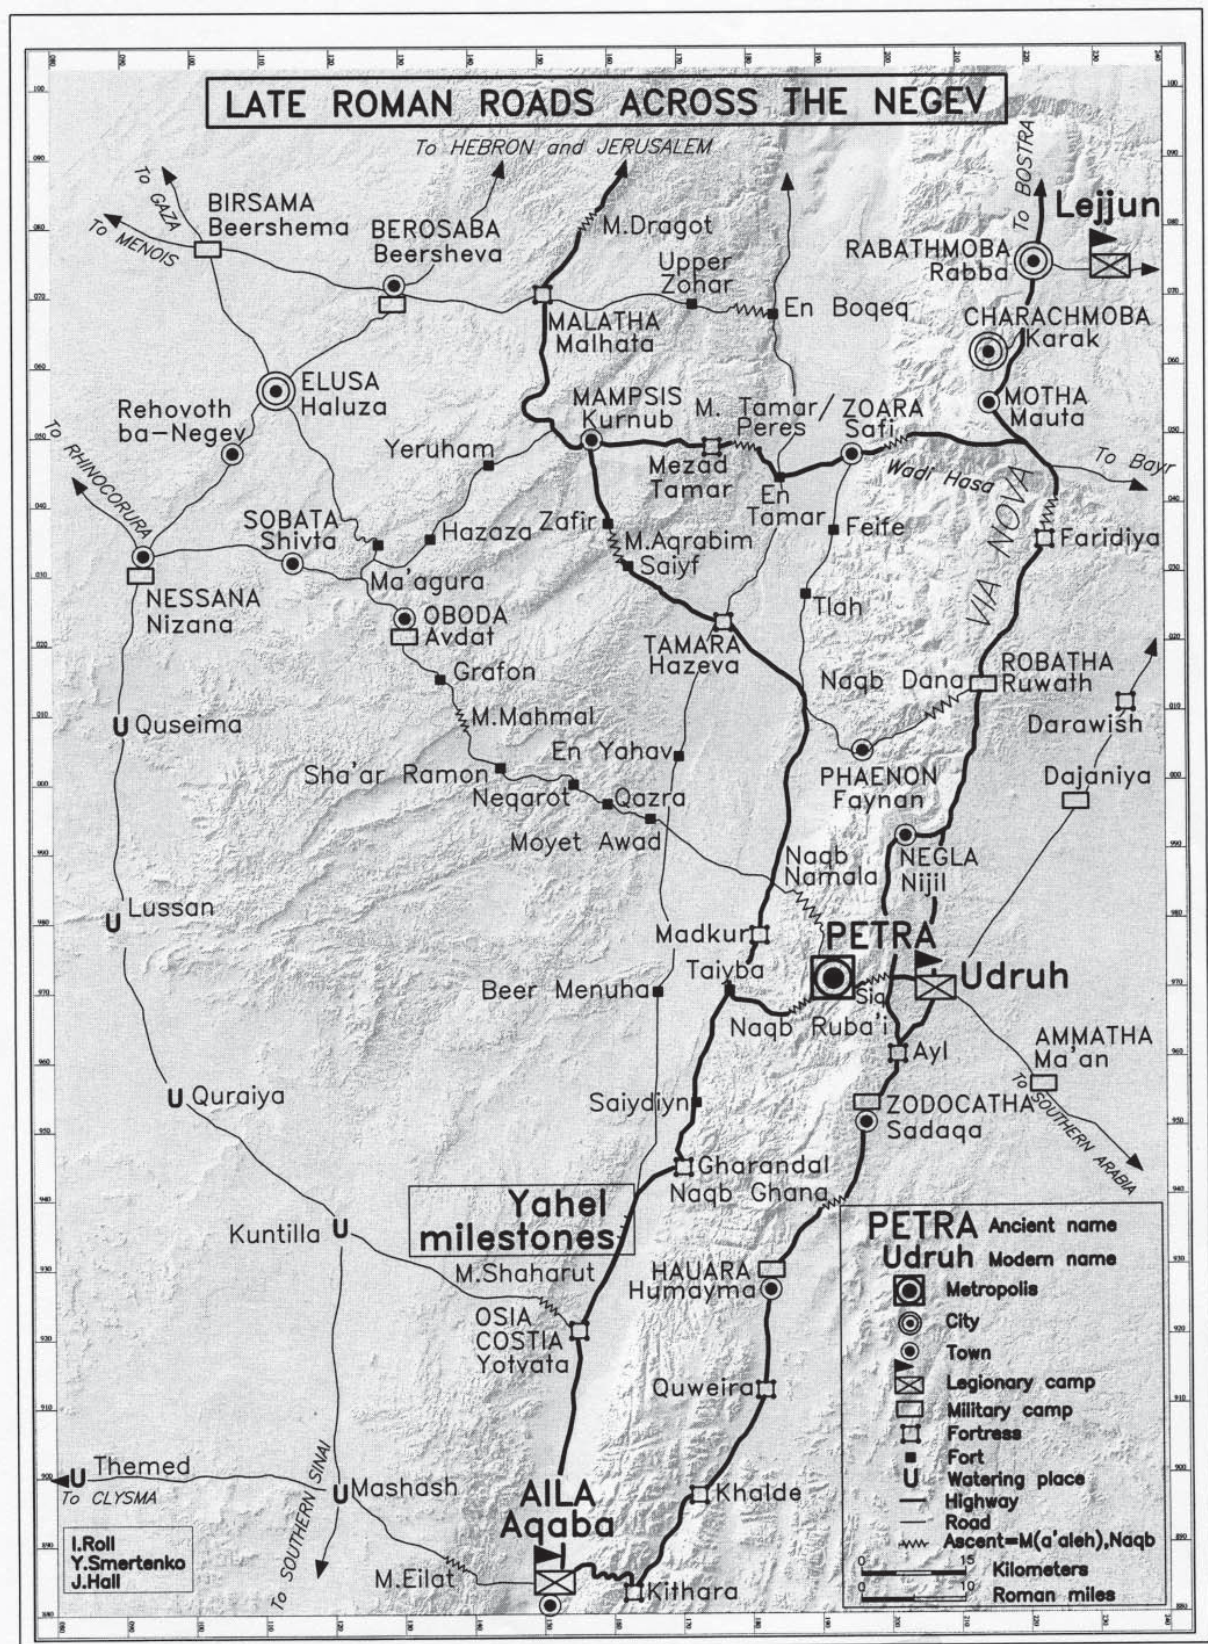 LATE ROMAN ROADS ACROSS THE NEGEV
To HEBRON and JERUSALEM
To BOSTRA
To GAZA
To MENOIS
BIRSAMA
Beershema
BEROSABA
Beersheva
M.Dragot
Lejjun
RABATHMOBA
Rabba
Upper
Zohar
En Boqeq
MALATHA
Malhata
CHARACHMOBA
Karak
ELUSA
Haluza
MAMPSIS
Kurnub
M. Tamar/
Peres
ZOARA
Safi
MOTHA
Mauta
Rehovoth
ba-Negev
To RHINOCORURA
Yeruham
Mezad
Tamar
Wadi Hasa
To Bayr
En
Tamar
SOBATA
Shivta
Hazaza
Zafir
Feife
VIA NOVA
Faridiya
M.Aqrabim
Saiyf
Ma'agura
NESSANA
Nizana
OBODA
Avdat
Tlah
TAMARA
Hazeva
Grafon
Naqb Dana
ROBATHA
Ruwath
Darawish
Quseima
M.Mahmal
En Yahav
Sha'ar Ramon
Neqarot
Qazra
Moyet Awad
PHAENON
Faynan
Dajaniya
Naqb
Namala
NEGLA
Nijil
Lussan
Madkur
PETRA
Udruh
Taiyba
Beer Menuha
Siq
Naqb Ruba'i
Ayl
AMMATHA
Ma'an
To SOUTHERN ARABIA
Quraiya
Saiydiyn
ZODOCATHA
Sadaqa
Gharandal
Naqb Ghana
Yahel
milestones
Kuntilla
M.Shaharut
HAUARA
Humayma
OSIA
COSTIA
Yotvata
Quweira
Themed
To CLYSMA
To SOUTHERN SINAI
Mashash
AILA
Aqaba
Khalde
M.Eilat
Kithara
I.Roll
Y.Smertenko
J.Hall
PETRA Ancient name
Udruh Modern name
Metropolis
City
Town
Legionary camp
Military camp
Fortress
Fort
U Watering place
Highway
Road
Ascent=M(a'aleh),Naqb
0 15 Kilometers
0 10 Roman miles